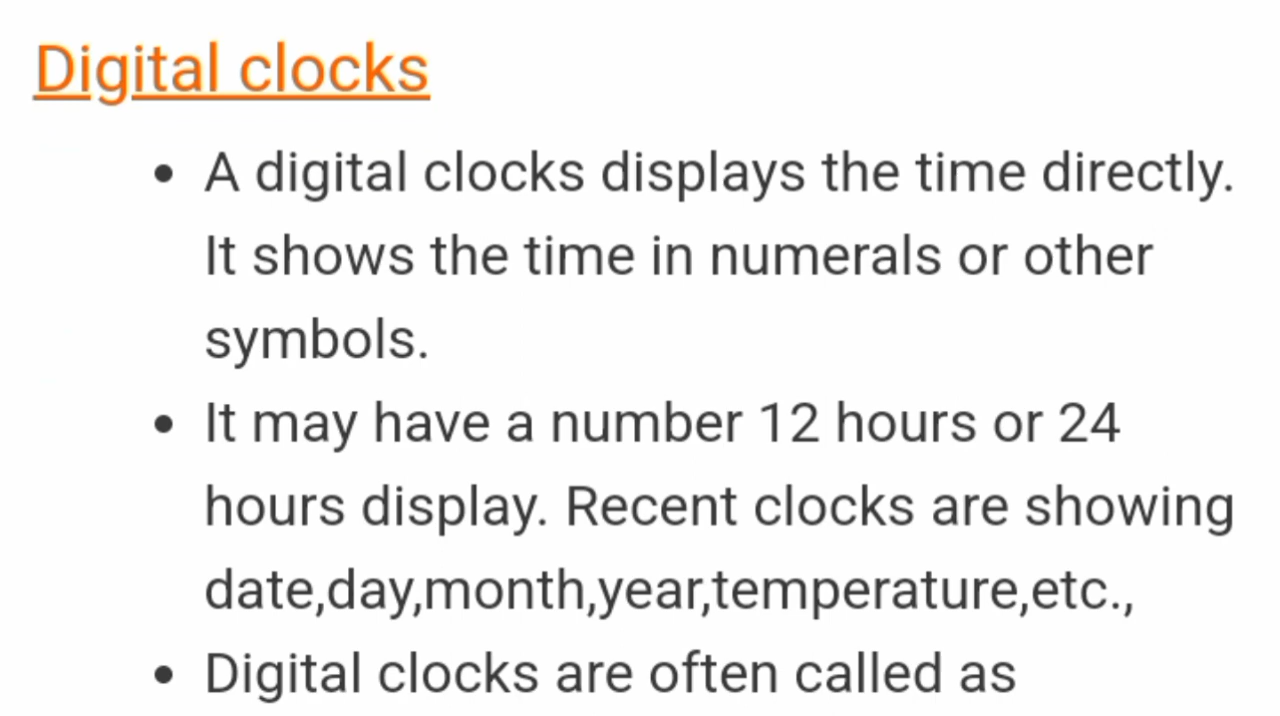 Digital clocks
• A digital clocks displays the time directly.
It shows the time in numerals or other
symbols.
• It may have a number 12 hours or 24
hours display. Recent clocks are showing
date,day,month,year,temperature,etc.,
• Digital clocks are often called as